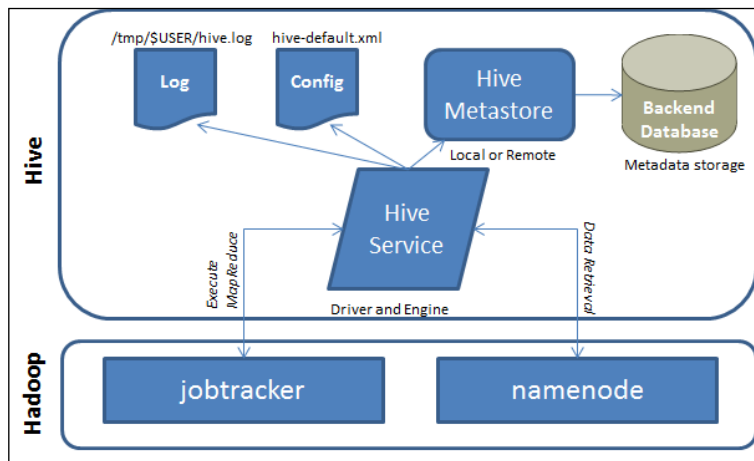 /tmp/$USER/hive.log
hive-default.xml
Log
Config
Hive
Metastore
Backend
Database
Local or Remote
Metadata storage
Hive
Hive
Service
Execute
MapReduce
Data Retrieval
Driver and Engine
Hadoop
jobtracker
namenode